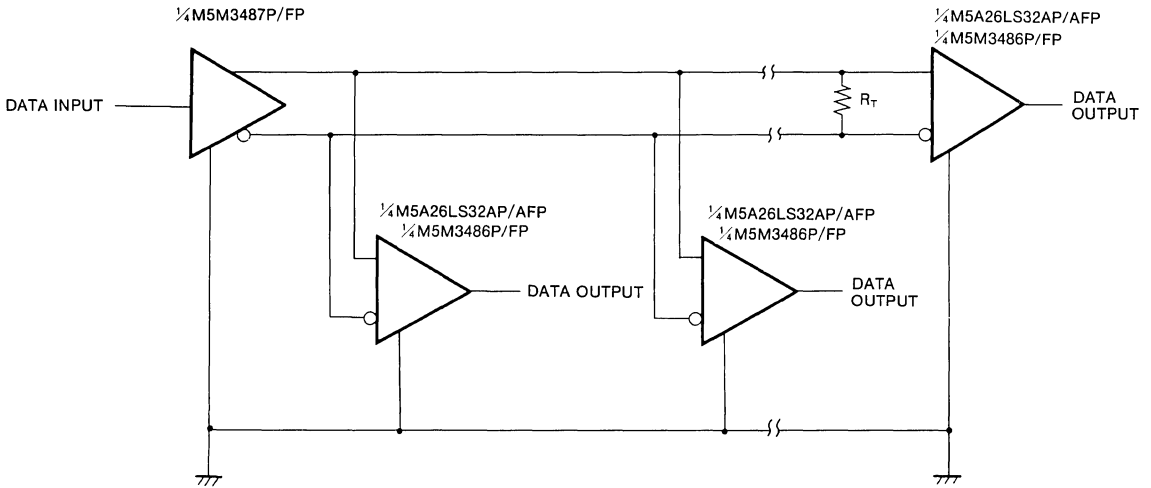 ¼M5M3487P/FP
¼M5A26LS32AP/AFP
¼M5M3486P/FP
DATA INPUT
RT
DATA
OUTPUT
¼M5A26LS32AP/AFP
¼M5M3486P/FP
DATA OUTPUT
¼M5A26LS32AP/AFP
¼M5M3486P/FP
DATA
OUTPUT